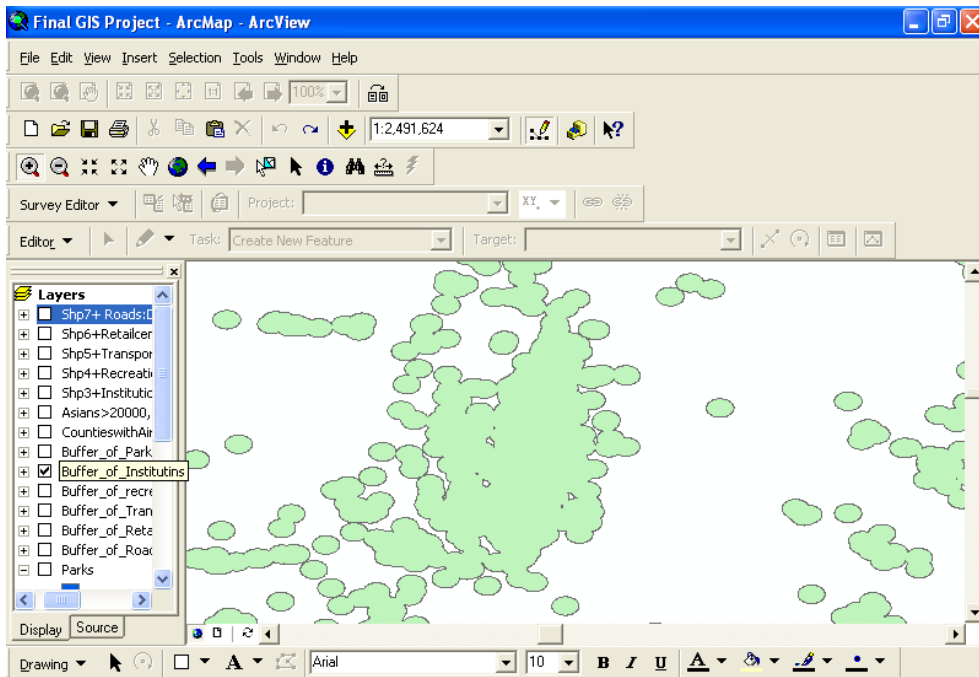 Final GIS Project - ArcMap - ArcView
File Edit View Insert Selection Tools Window Help
100%
1:2,491,624
Survey Editor Project: XY
Editor Task: Create New Feature Target:
Layers
Shp7+ Roads:D
Shp6+Retailcer
Shp5+Transpor
Shp4+Recreati
Shp3+Institutic
Asians>20000,
CountieswithAir
Buffer_of_Park
Buffer_of_Institutins
Buffer_of_recre
Buffer_of_Tran
Buffer_of_Reta
Buffer_of_Roac
Parks
Display Source
Drawing A Arial 10 B I U A